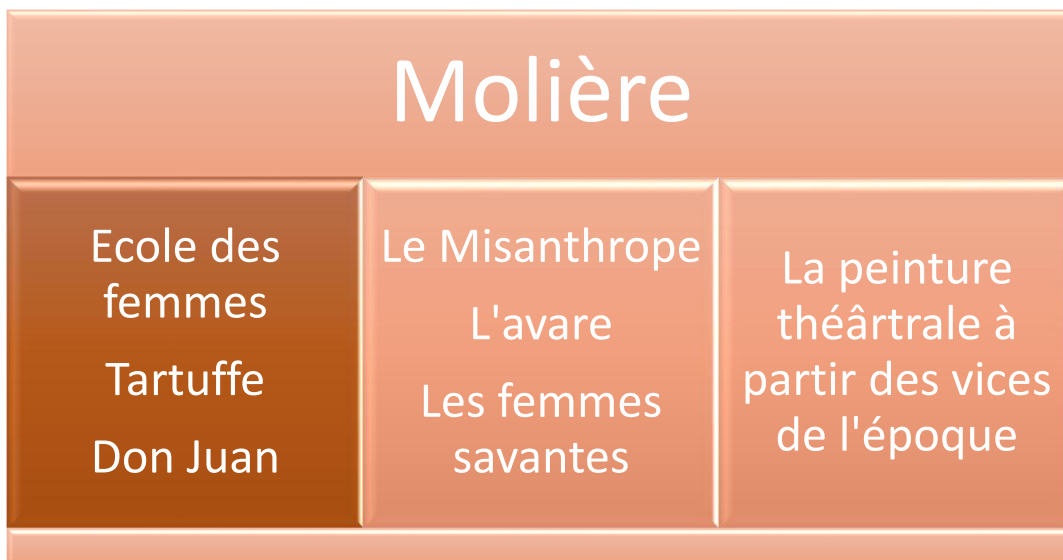 Molière
Ecole des
femmes
Tartuffe
Don Juan
Le Misanthrope
L'avare
Les femmes
savantes
La peinture
théârtrale à
partir des vices
de l'époque